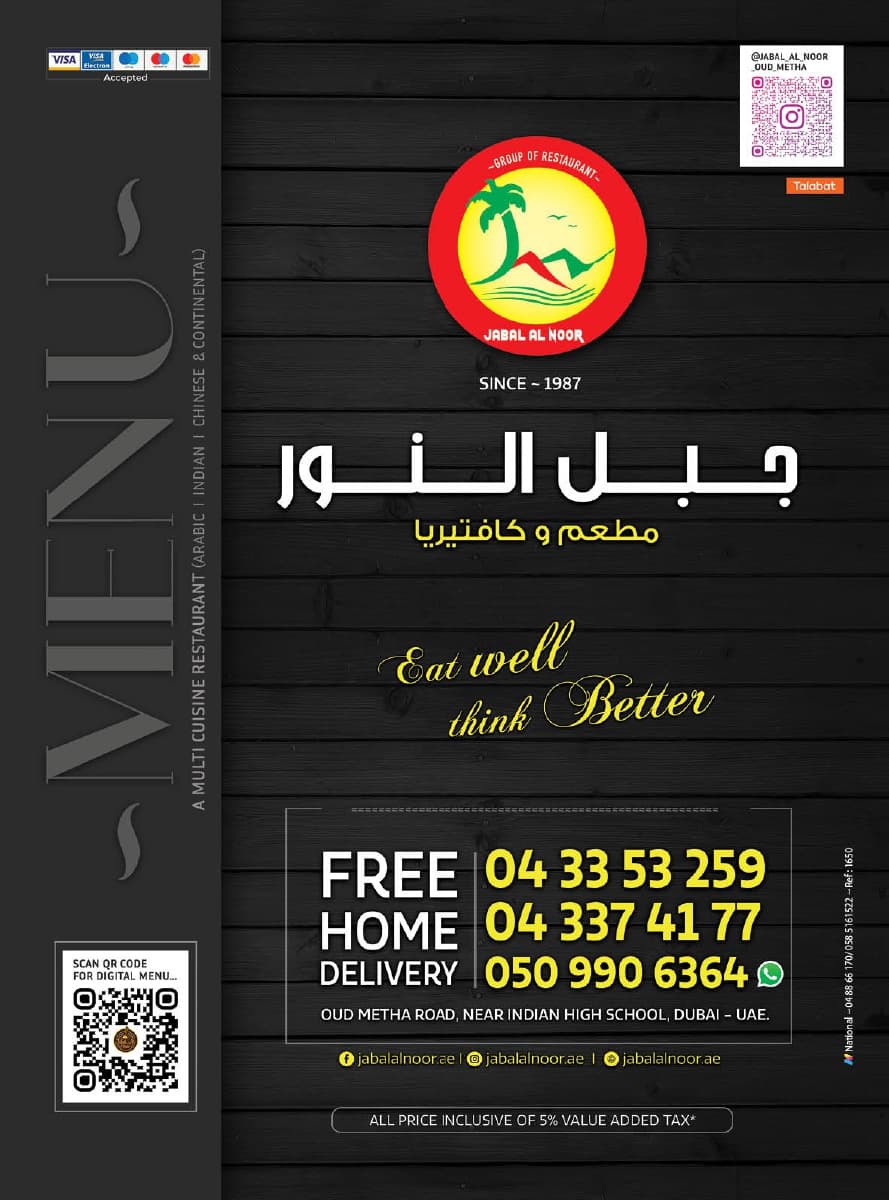 VISA
VISA
Electron
Accepted
@JABAL_AL_NOOR
_OUD_METHA
Talabat
~GROUP OF RESTAURANT~
JABAL AL NOOR
SINCE ~ 1987
جبل النور
مطعم و كافتيريا
~MENU~
A MULTI CUISINE RESTAURANT (ARABIC I INDIAN I CHINESE & CONTINENTAL)
Eat well
think Better
FREE
HOME
DELIVERY
04 33 53 259
04 337 41 77
050 990 6364
OUD METHA ROAD, NEAR INDIAN HIGH SCHOOL, DUBAI – UAE.
jabalalnoor.ae I jabalalnoor.ae I jabalalnoor.ae
ALL PRICE INCLUSIVE OF 5% VALUE ADDED TAX*
SCAN QR CODE
FOR DIGITAL MENU...
National – 04 88 66 170/ 058 5161522 – Ref: 1650